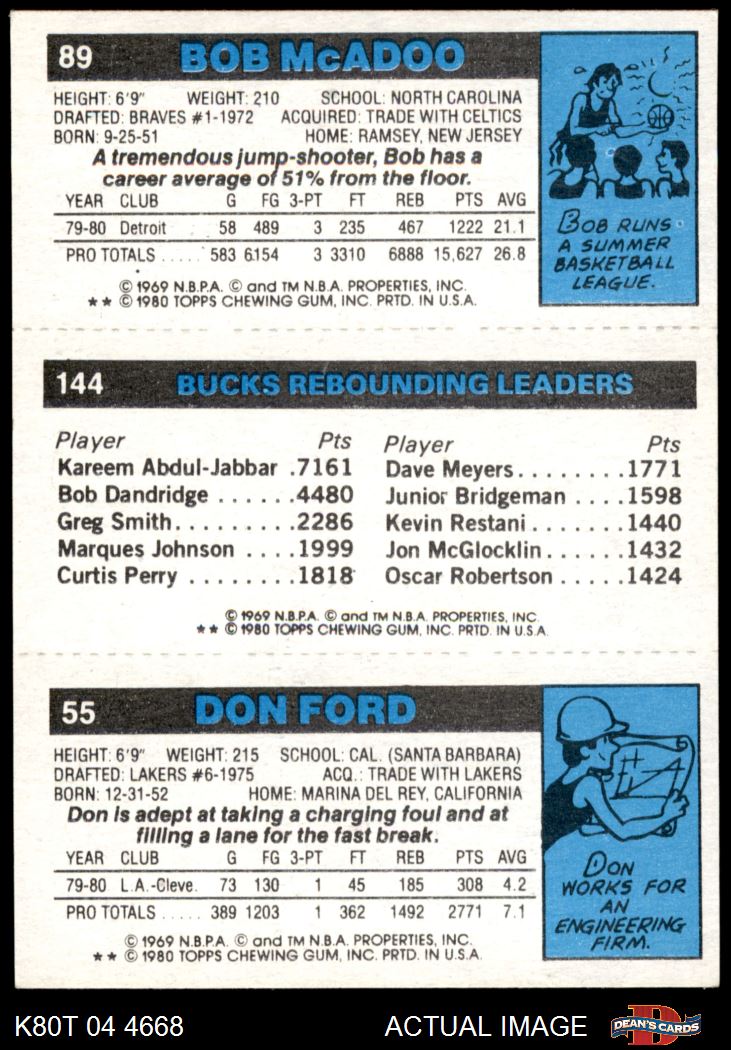 89 BOB McADOO
HEIGHT: 6'9" WEIGHT: 210 SCHOOL: NORTH CAROLINA
DRAFTED: BRAVES #1-1972 ACQUIRED: TRADE WITH CELTICS
BORN: 9-25-51 HOME: RAMSEY, NEW JERSEY
A tremendous jump-shooter, Bob has a
career average of 51% from the floor.
YEAR CLUB G FG 3-PT FT REB PTS AVG
79-80 Detroit 58 489 3 235 467 1222 21.1
PRO TOTALS ..... 583 6154 3 3310 6888 15,627 26.8
© 1969 N.B.P.A. © and TM N.B.A. PROPERTIES, INC.
** © 1980 TOPPS CHEWING GUM, INC. PRTD. IN U.S.A.
BOB RUNS
A SUMMER
BASKETBALL
LEAGUE.
144 BUCKS REBOUNDING LEADERS
Player Pts Player Pts
Kareem Abdul-Jabbar .7161 Dave Meyers........1771
Bob Dandridge ......4480 Junior Bridgeman ....1598
Greg Smith.........2286 Kevin Restani.......1440
Marques Johnson ....1999 Jon McGlocklin......1432
Curtis Perry ........1818 Oscar Robertson .....1424
© 1969 N.B.P.A. © and TM N.B.A. PROPERTIES, INC.
** © 1980 TOPPS CHEWING GUM, INC. PRTD. IN U.S.A.
55 DON FORD
HEIGHT: 6'9" WEIGHT: 215 SCHOOL: CAL. (SANTA BARBARA)
DRAFTED: LAKERS #6-1975 ACQ.: TRADE WITH LAKERS
BORN: 12-31-52 HOME: MARINA DEL REY, CALIFORNIA
Don is adept at taking a charging foul and at
filling a lane for the fast break.
YEAR CLUB G FG 3-PT FT REB PTS AVG
79-80 L.A.-Cleve. 73 130 1 45 185 308 4.2
PRO TOTALS ..... 389 1203 1 362 1492 2771 7.1
© 1969 N.B.P.A. © and TM N.B.A. PROPERTIES, INC.
** © 1980 TOPPS CHEWING GUM, INC. PRTD. IN U.S.A.
DON
WORKS FOR
AN
ENGINEERING
FIRM.
K80T 04 4668 ACTUAL IMAGE D DEAN'S CARDS